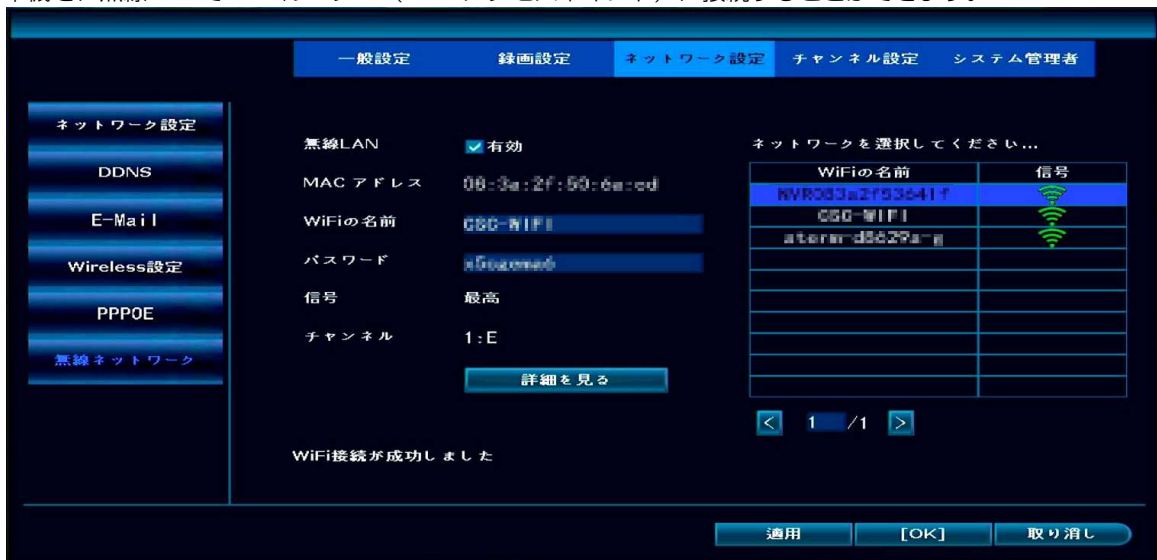 一般設定 録画設定 ネットワーク設定 チャンネル設定 システム管理者
ネットワーク設定
DDNS
E-Mail
Wireless設定
PPPOE
無線ネットワーク
無線LAN 有効
MAC アドレス
WiFiの名前 GSG-WIFI
パスワード
信号 最高
チャンネル 1:E
詳細を見る
WiFi接続が成功しました
ネットワークを選択してください...
WiFiの名前 信号
GSG-WIFI
< 1 /1 >
適用 [OK] 取り消し